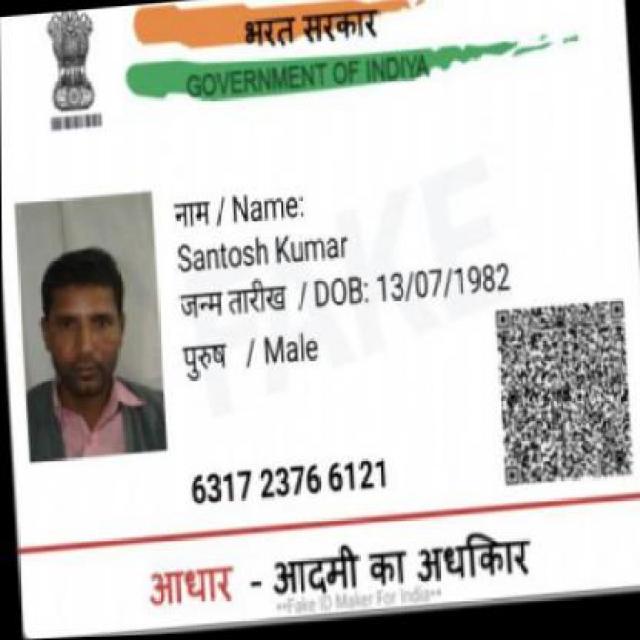 भरत सरकार
GOVERNMENT OF INDIYA
FAKE
नाम / Name:
Santosh Kumar
जन्म तारीख / DOB: 13/07/1982
पुरुष / Male
6317 2376 6121
आधार - आदमी का अधकिार
**Fake ID Maker For India**